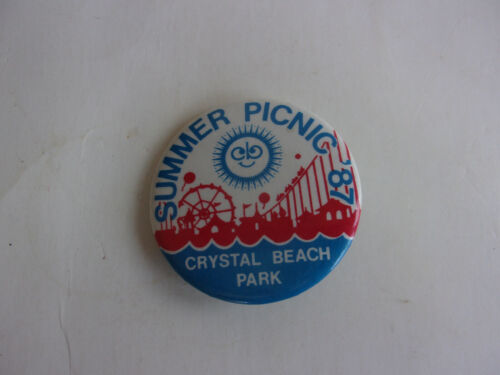 SUMMER PICNIC '87
CRYSTAL BEACH
PARK